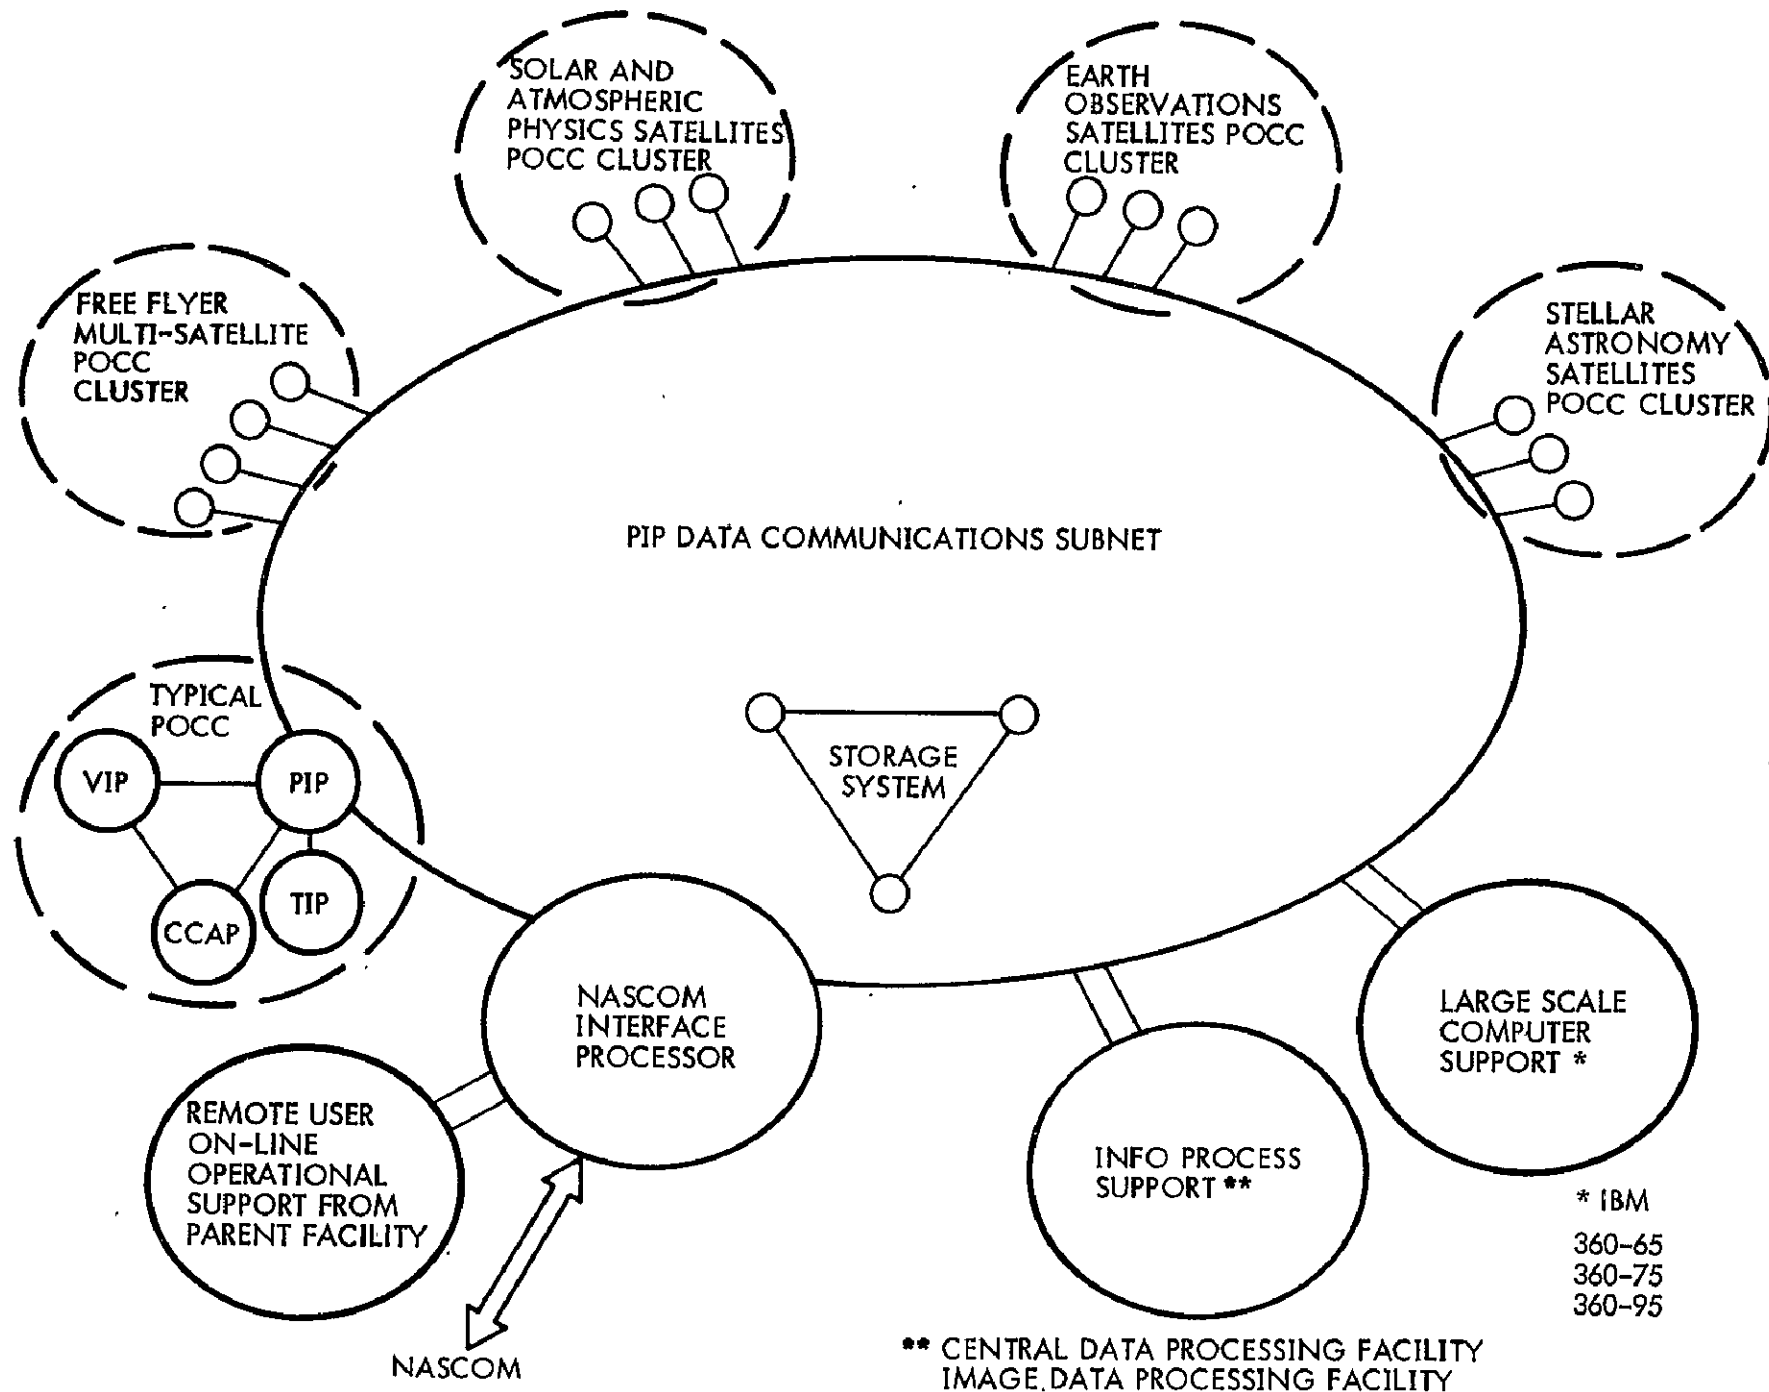 SOLAR AND
ATMOSPHERIC
PHYSICS SATELLITES
POCC CLUSTER
EARTH
OBSERVATIONS
SATELLITES POCC
CLUSTER
FREE FLYER
MULTI-SATELLITE
POCC
CLUSTER
STELLAR
ASTRONOMY
SATELLITES
POCC CLUSTER
PIP DATA COMMUNICATIONS SUBNET
TYPICAL
POCC
VIP
PIP
CCAP
TIP
STORAGE
SYSTEM
NASCOM
INTERFACE
PROCESSOR
LARGE SCALE
COMPUTER
SUPPORT *
REMOTE USER
ON-LINE
OPERATIONAL
SUPPORT FROM
PARENT FACILITY
INFO PROCESS
SUPPORT **
* IBM
360-65
360-75
360-95
NASCOM
** CENTRAL DATA PROCESSING FACILITY
IMAGE DATA PROCESSING FACILITY